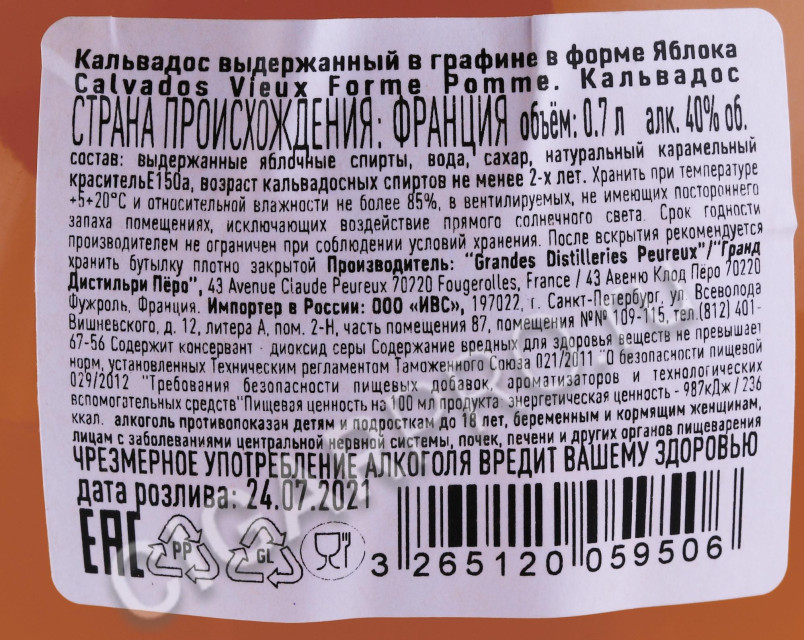 Кальвадос выдержанный в графине в форме Яблока
Calvados Vieux Forme Pomme. Кальвадос
СТРАНА ПРОИСХОЖДЕНИЯ: ФРАНЦИЯ объём: 0.7 л алк. 40% об.
состав: выдержанные яблочные спирты, вода, сахар, натуральный карамельный
красительЕ150а, возраст кальвадосных спиртов не менее 2-х лет. Хранить при температуре
+5+20°С и относительной влажности не более 85%, в вентилируемых, не имеющих постороннего
запаха помещениях, исключающих воздействие прямого солнечного света. Срок годности
производителем не ограничен при соблюдении условий хранения. После вскрытия рекомендуется
хранить бутылку плотно закрытой Производитель: "Grandes Distilleries Peureux"/"Гранд
Дистильри Пёро", 43 Avenue Claude Peureux 70220 Fougerolles, France / 43 Авеню Клод Пёро 70220
Фужроль, Франция. Импортер в России: ООО «ИВС», 197022, г. Санкт-Петербург, ул. Всеволода
Вишневского, д. 12, литера А, пом. 2-Н, часть помещения 87, помещения №№ 109-115, тел.(812) 401-
67-56 Содержит консервант - диоксид серы Содержание вредных для здоровья веществ не превышает
норм, установленных Техническим регламентом Таможенного Союза 021/2011 "О безопасности пищевой
029/2012 "Требования безопасности пищевых добавок, ароматизаторов и технологических
вспомогательных средств"Пищевая ценность на 100 мл продукта: энергетическая ценность - 987кДж / 236
ккал. алкоголь противопоказан детям и подросткам до 18 лет, беременным и кормящим женщинам,
лицам с заболеваниями центральной нервной системы, почек, печени и других органов пищеварения
ЧРЕЗМЕРНОЕ УПОТРЕБЛЕНИЕ АЛКОГОЛЯ ВРЕДИТ ВАШЕМУ ЗДОРОВЬЮ
дата розлива: 24.07.2021
EAC PP GL 3 265120 059506
CIGARPRO.RU